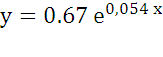 y = 0.67 e^0,054 x